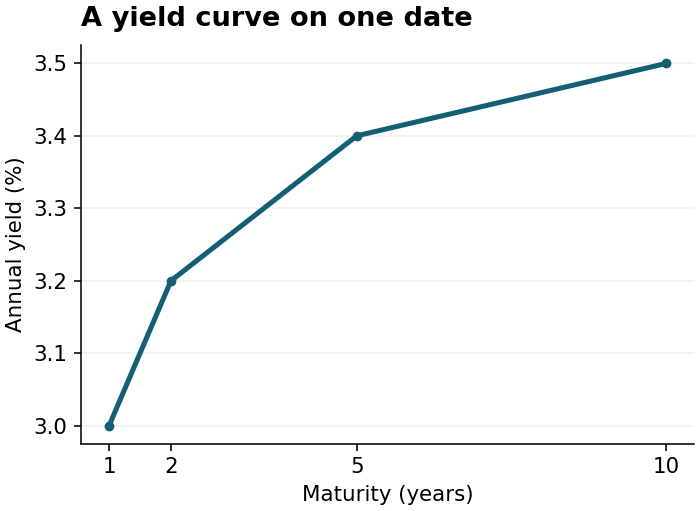 A yield curve on one date
Annual yield (%)
3.5
3.4
3.3
3.2
3.1
3.0
1 2 5 10
Maturity (years)